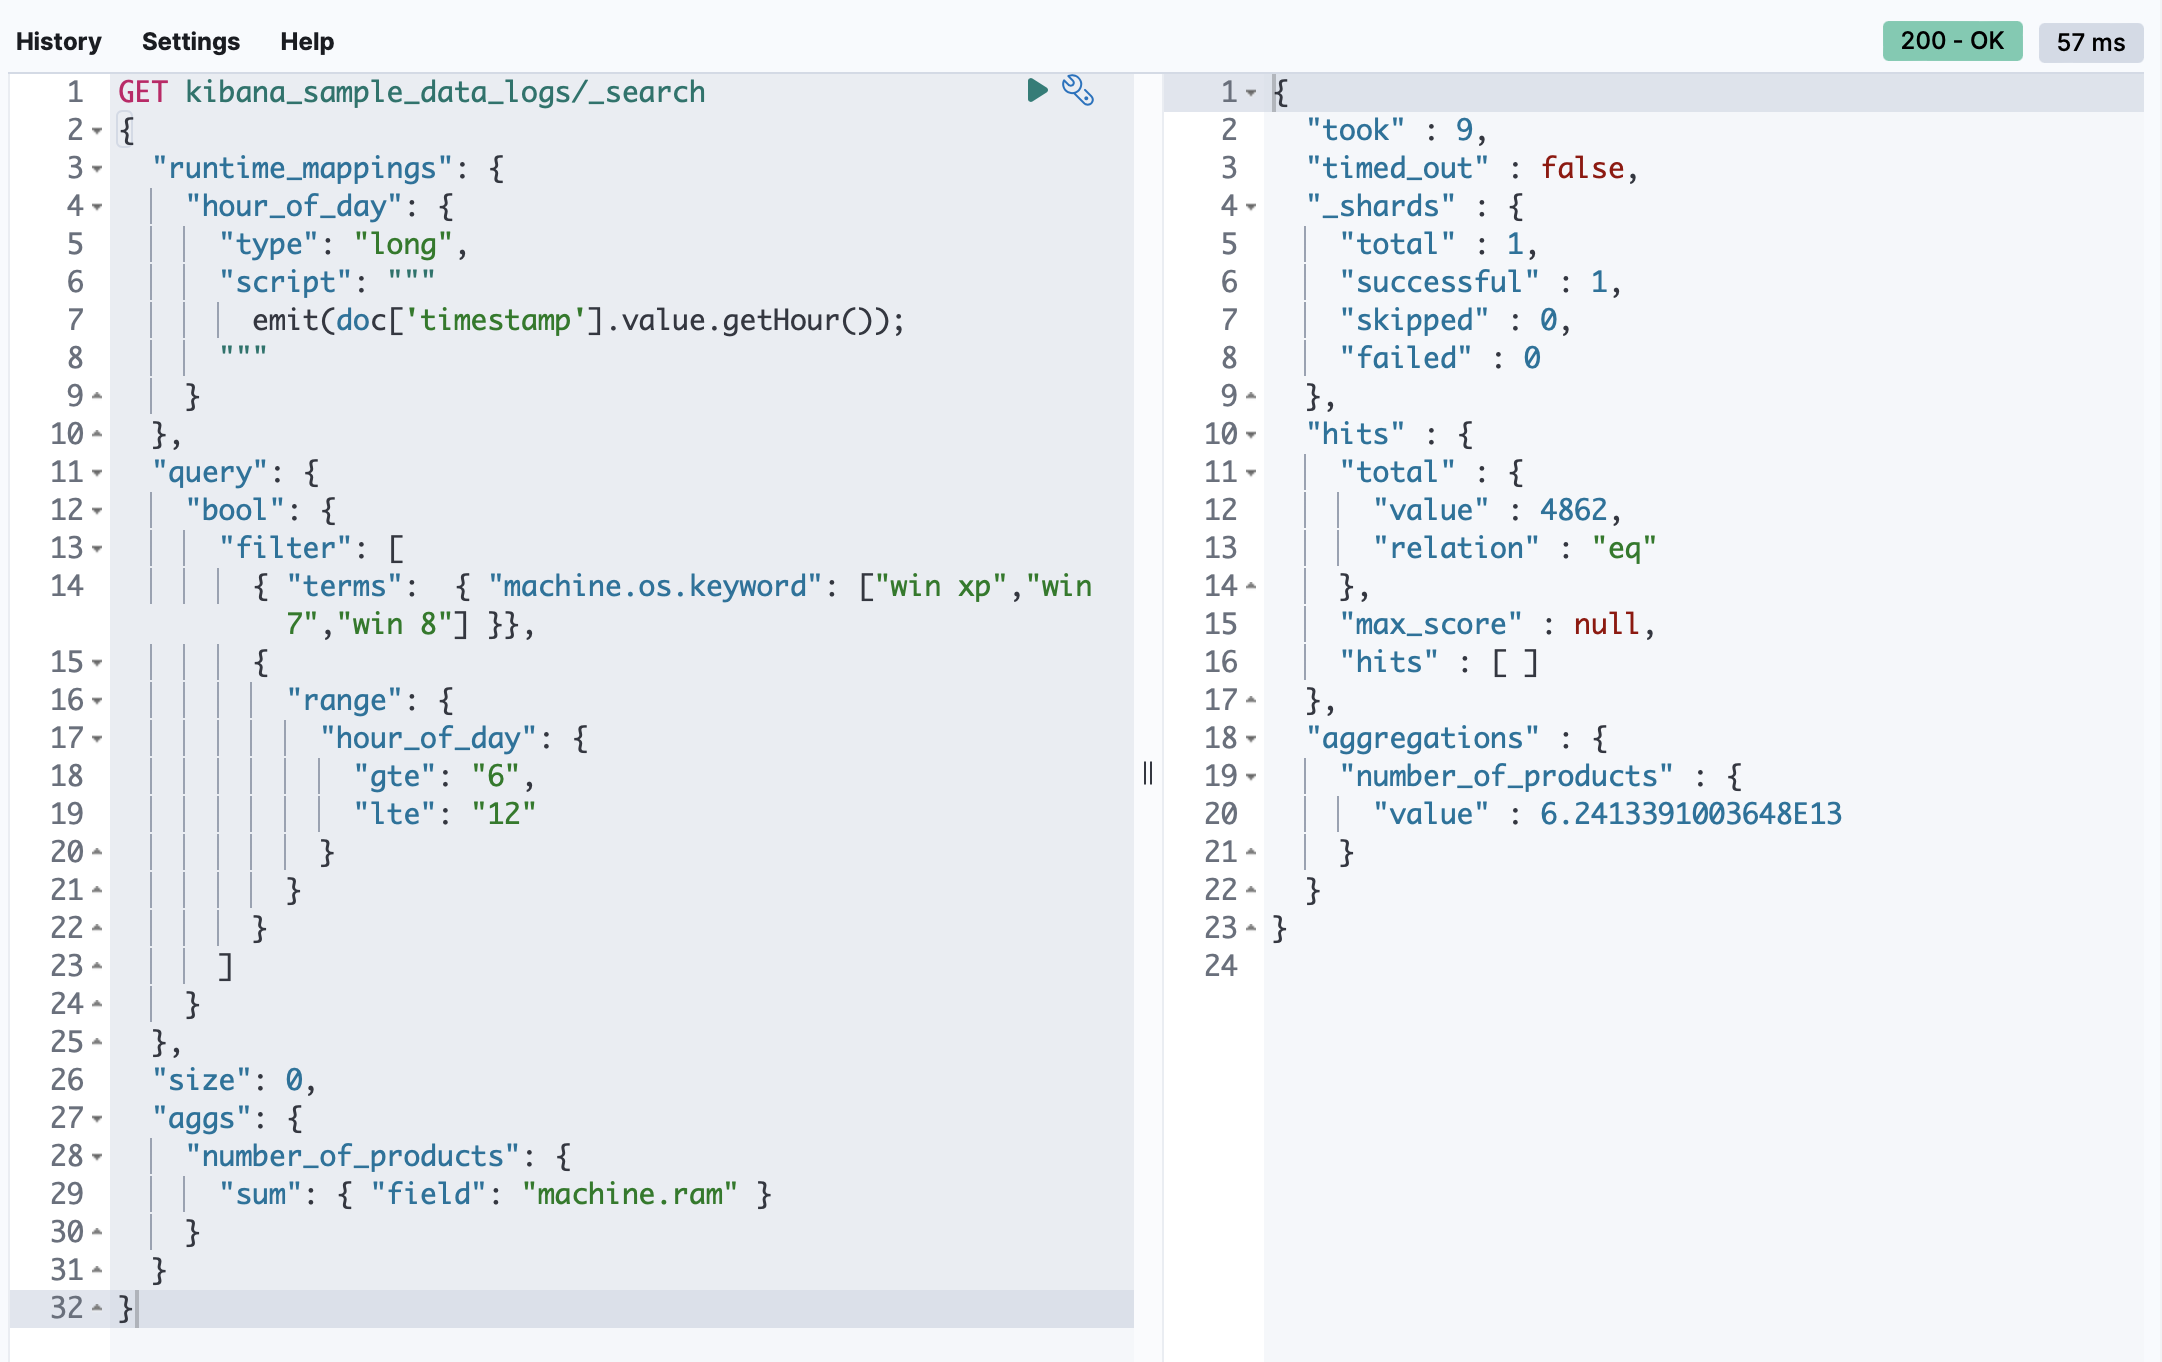 History Settings Help
200 - OK 57 ms
1 GET kibana_sample_data_logs/_search
2 {
3 "runtime_mappings": {
4 "hour_of_day": {
5 "type": "long",
6 "script": """
7 emit(doc['timestamp'].value.getHour());
8 """
9 }
10 },
11 "query": {
12 "bool": {
13 "filter": [
14 { "terms":  { "machine.os.keyword": ["win xp","win
7","win 8"] }},
15 {
16 "range": {
17 "hour_of_day": {
18 "gte": "6",
19 "lte": "12"
20 }
21 }
22 }
23 ]
24 }
25 },
26 "size": 0,
27 "aggs": {
28 "number_of_products": {
29 "sum": { "field": "machine.ram" }
30 }
31 }
32 }
1 {
2 "took" : 9,
3 "timed_out" : false,
4 "_shards" : {
5 "total" : 1,
6 "successful" : 1,
7 "skipped" : 0,
8 "failed" : 0
9 },
10 "hits" : {
11 "total" : {
12 "value" : 4862,
13 "relation" : "eq"
14 },
15 "max_score" : null,
16 "hits" : [ ]
17 },
18 "aggregations" : {
19 "number_of_products" : {
20 "value" : 6.2413391003648E13
21 }
22 }
23 }
24